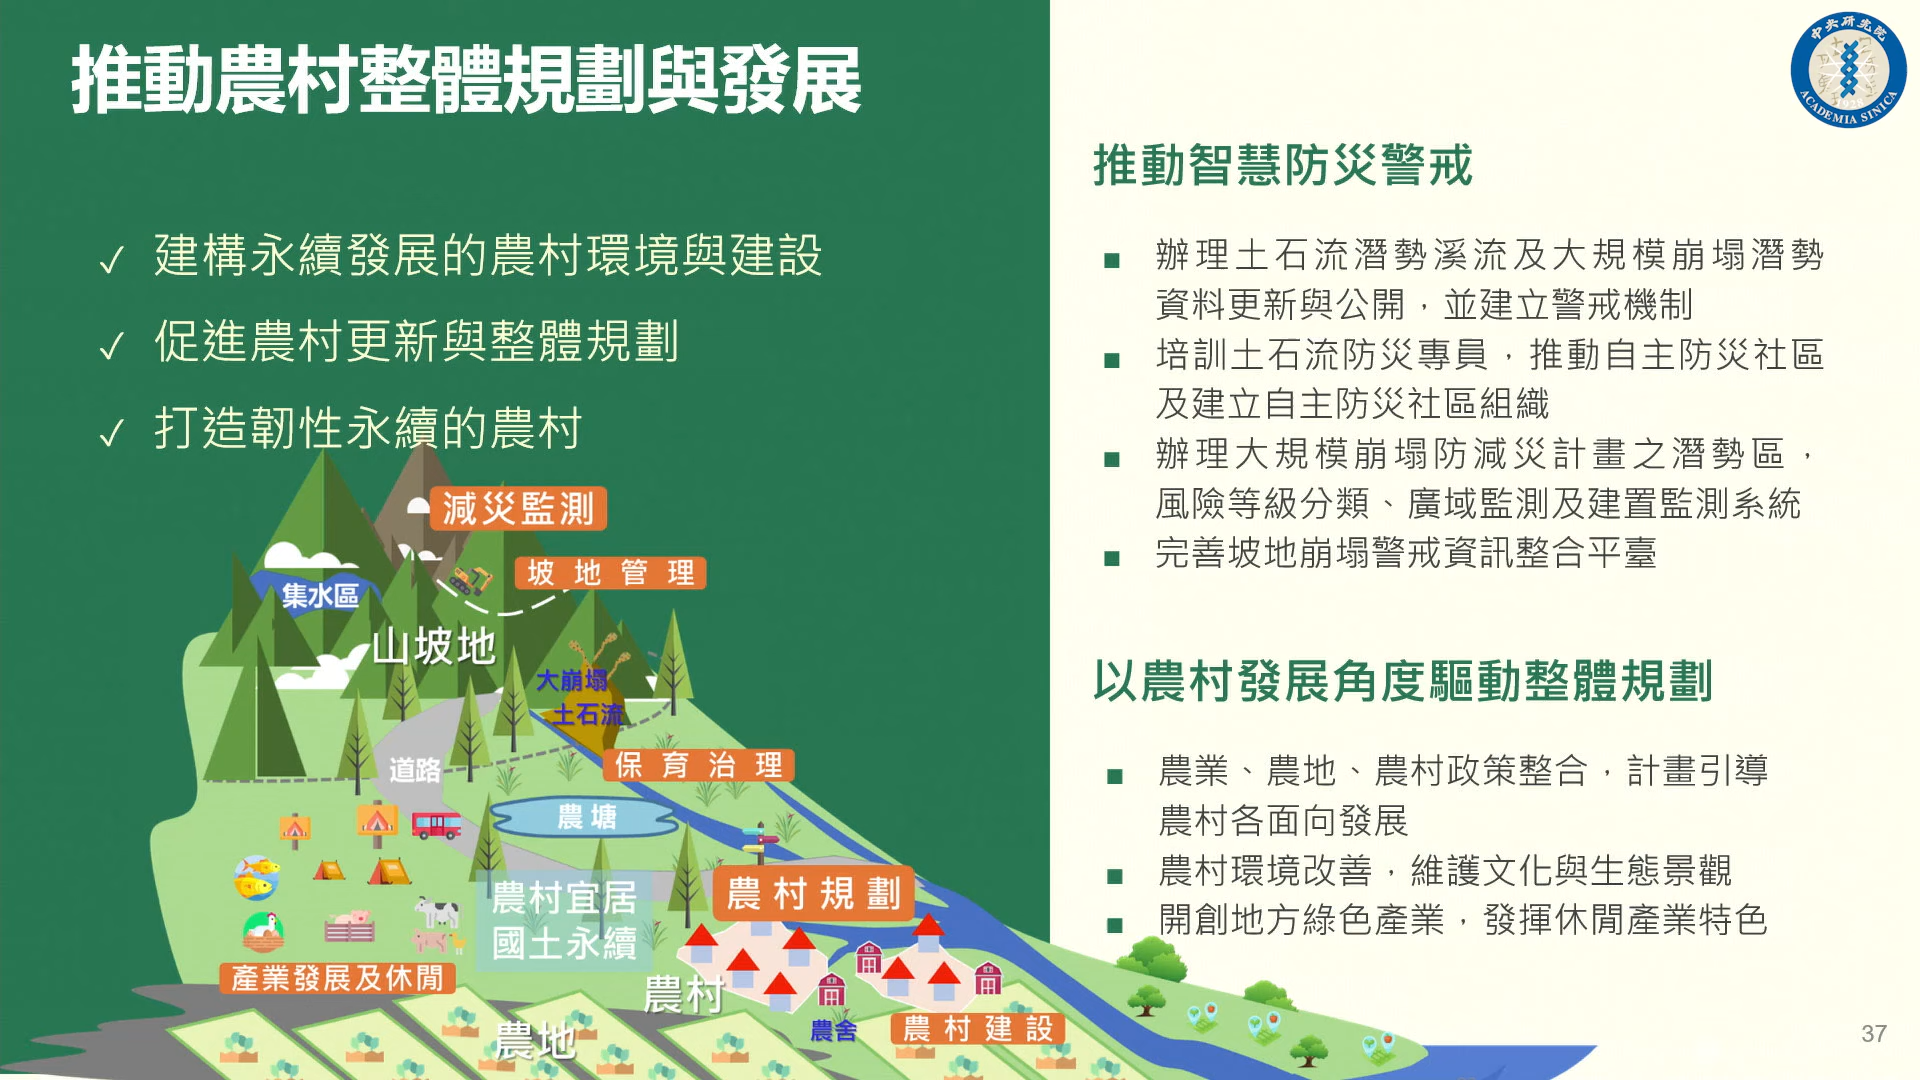 推動農村整體規劃與發展
✓ 建構永續發展的農村環境與建設
✓ 促進農村更新與整體規劃
✓ 打造韌性永續的農村
減災監測
坡地管理
集水區
山坡地
大崩塌
土石流
道路
保育治理
農塘
農村宜居
國土永續
農村規劃
產業發展及休閒
農村
農地
農舍
農村建設
中央研究院
1928
ACADEMIA SINICA
推動智慧防災警戒
■ 辦理土石流潛勢溪流及大規模崩塌潛勢
資料更新與公開，並建立警戒機制
■ 培訓土石流防災專員，推動自主防災社區
及建立自主防災社區組織
■ 辦理大規模崩塌防減災計畫之潛勢區，
風險等級分類、廣域監測及建置監測系統
■ 完善坡地崩塌警戒資訊整合平臺
以農村發展角度驅動整體規劃
■ 農業、農地、農村政策整合，計畫引導
農村各面向發展
■ 農村環境改善，維護文化與生態景觀
■ 開創地方綠色產業，發揮休閒產業特色
37